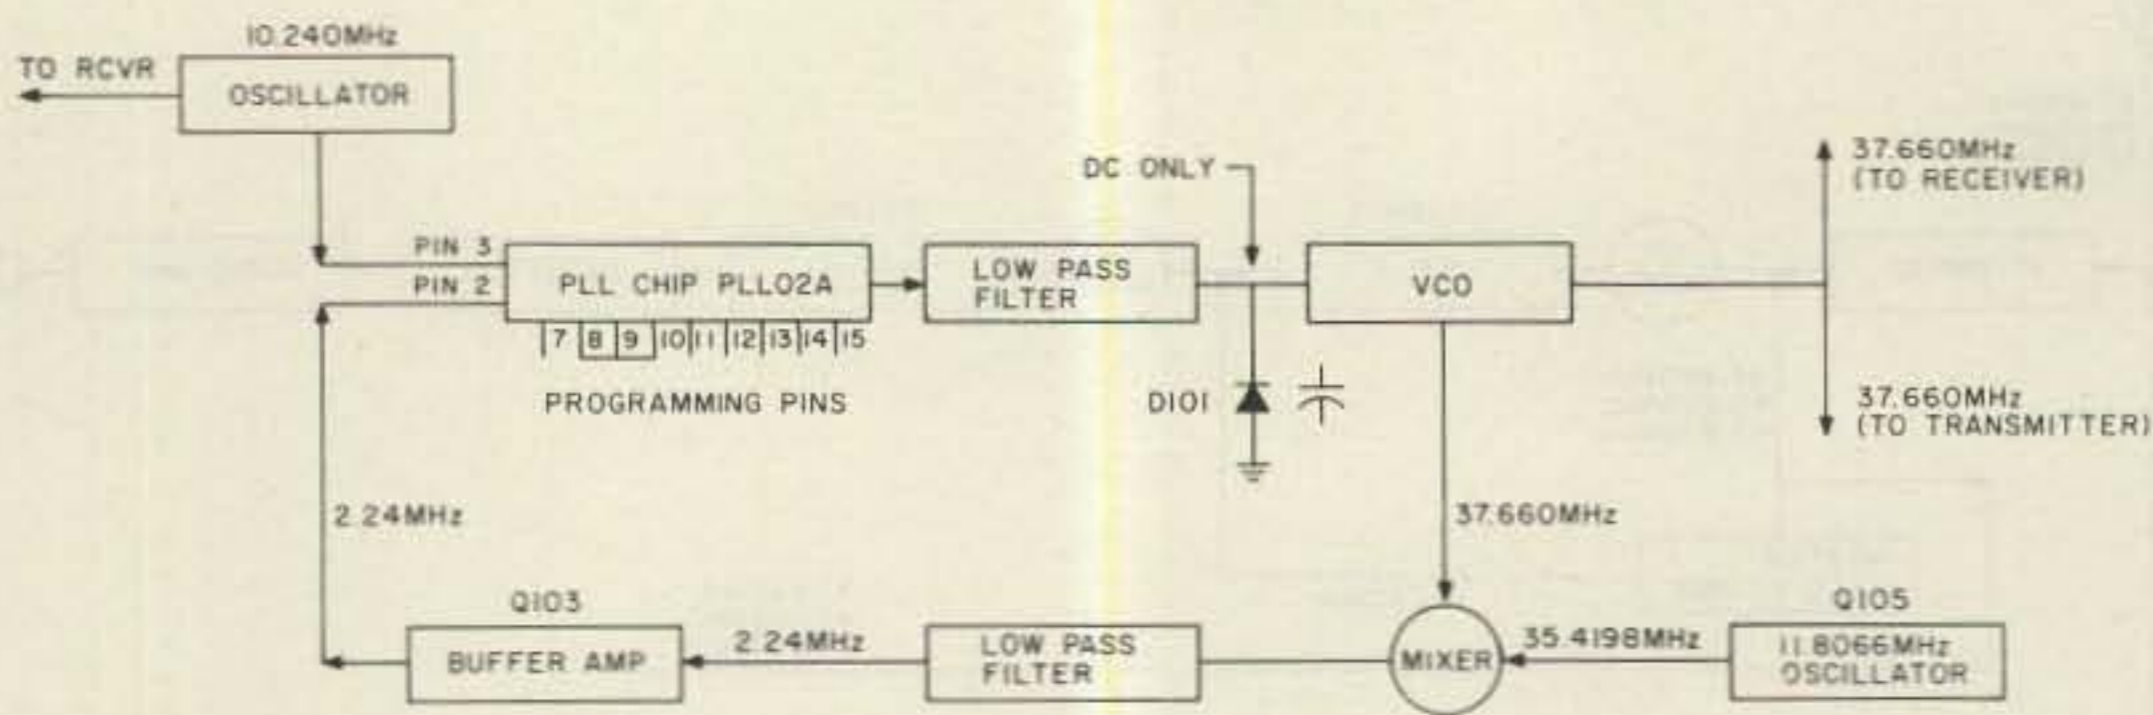 10.240MHz
TO RCVR
OSCILLATOR
DC ONLY
37.660MHz
(TO RECEIVER)
PIN 3
PIN 2
PLL CHIP PLL02A
LOW PASS
FILTER
VCO
7 8 9 10 11 12 13 14 15
PROGRAMMING PINS
D101
37.660MHz
(TO TRANSMITTER)
2.24MHz
37.660MHz
Q103
BUFFER AMP
2.24MHz
LOW PASS
FILTER
MIXER
35.4198MHz
Q105
11.8066MHz
OSCILLATOR